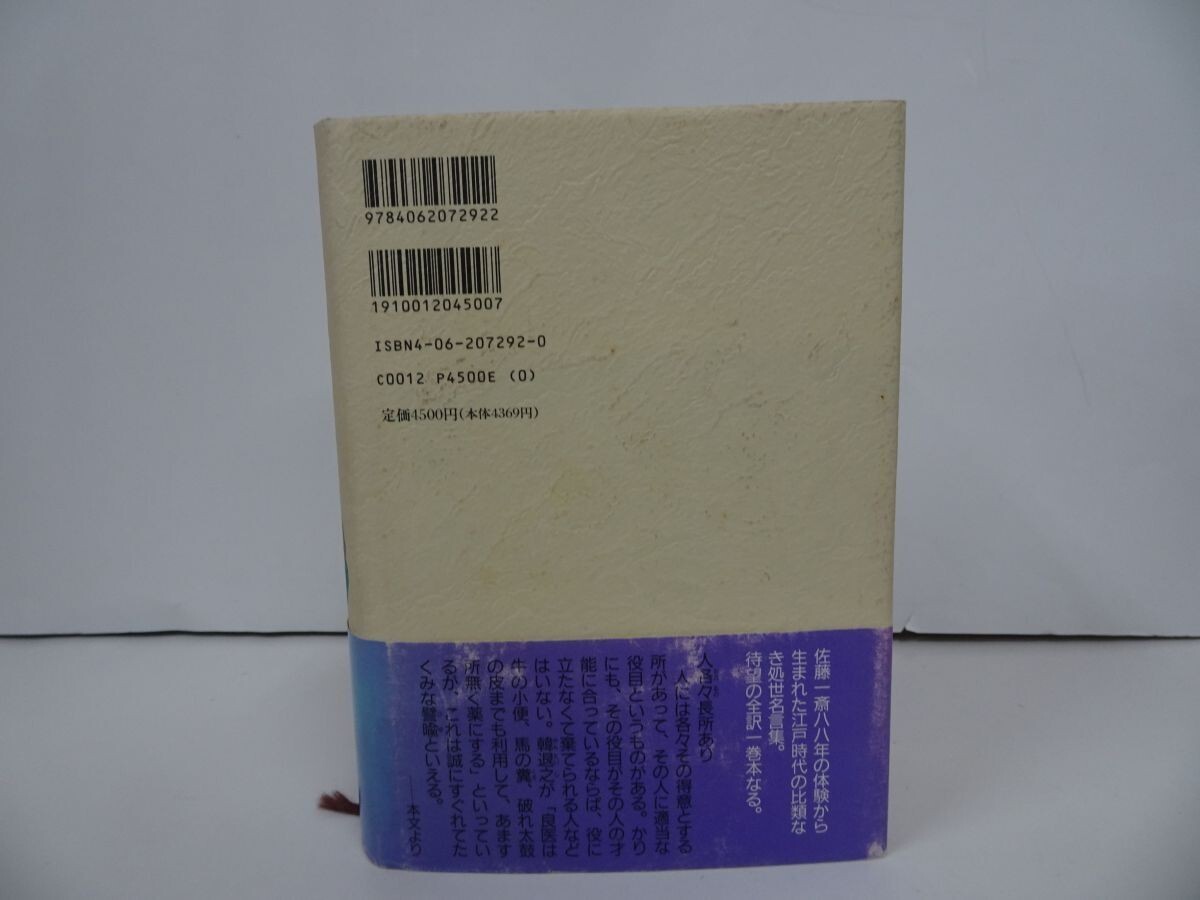 9784062072922
1910012045007
ISBN4-06-207292-0
C0012 P4500E (0)
定価4500円(本体4369円)
佐藤一斎八八年の体験から
生まれた江戸時代の比類な
き処世名言集。
待望の全訳一巻本なる。
人各々長所あり
人には各々その得意とする
所があって、その人に適当な
役目というものがある。かり
にも、その役目がその人の才
能に合っているならば、役に
立たなくて棄てられる人など
はいない。韓退之が「良医は
牛の小便、馬の糞、破れ太鼓
の皮までも利用して、あます
所無く薬にする」といってい
るが、これは誠にすぐれてた
くみな譬喩といえる。
――本文より